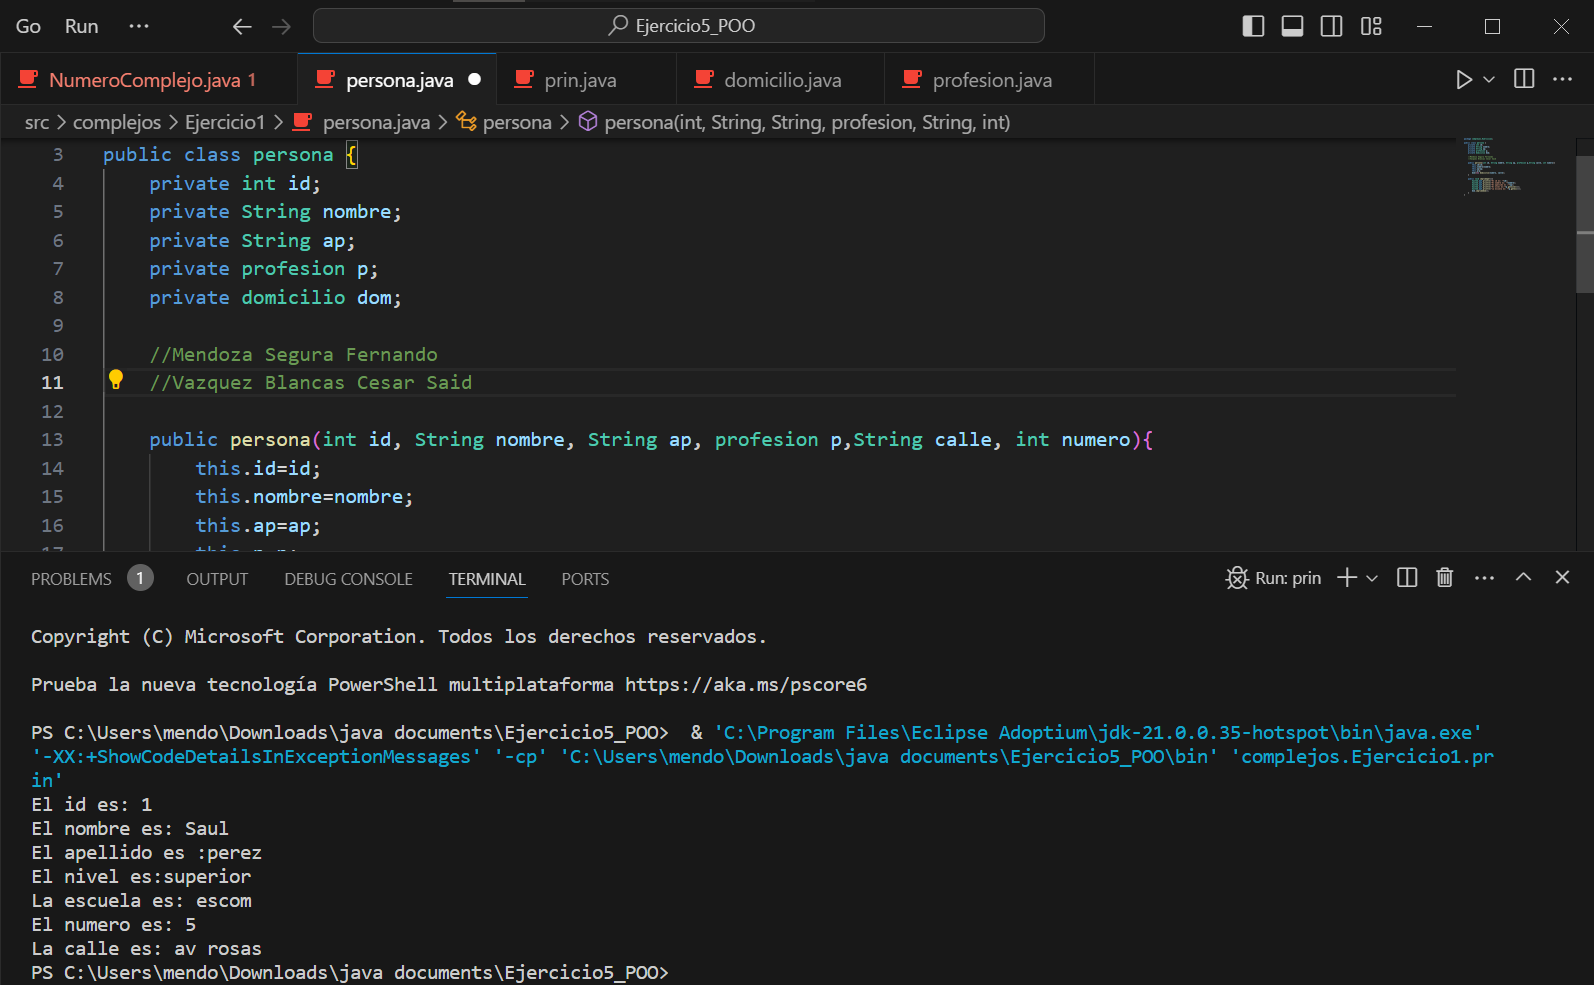 Go Run ··· Ejercicio5_POO
NumeroComplejo.java 1 persona.java prin.java domicilio.java profesion.java
src > complejos > Ejercicio1 > persona.java > persona > persona(int, String, String, profesion, String, int)
3 public class persona {
4 private int id;
5 private String nombre;
6 private String ap;
7 private profesion p;
8 private domicilio dom;
9
10 //Mendoza Segura Fernando
11 //Vazquez Blancas Cesar Said
12
13 public persona(int id, String nombre, String ap, profesion p,String calle, int numero){
14 this.id=id;
15 this.nombre=nombre;
16 this.ap=ap;
PROBLEMS 1 OUTPUT DEBUG CONSOLE TERMINAL PORTS Run: prin
Copyright (C) Microsoft Corporation. Todos los derechos reservados.
Prueba la nueva tecnología PowerShell multiplataforma https://aka.ms/pscore6
PS C:\Users\mendo\Downloads\java documents\Ejercicio5_POO>  & 'C:\Program Files\Eclipse Adoptium\jdk-21.0.0.35-hotspot\bin\java.exe'
'-XX:+ShowCodeDetailsInExceptionMessages' '-cp' 'C:\Users\mendo\Downloads\java documents\Ejercicio5_POO\bin' 'complejos.Ejercicio1.pr
in'
El id es: 1
El nombre es: Saul
El apellido es :perez
El nivel es:superior
La escuela es: escom
El numero es: 5
La calle es: av rosas
PS C:\Users\mendo\Downloads\java documents\Ejercicio5_POO>